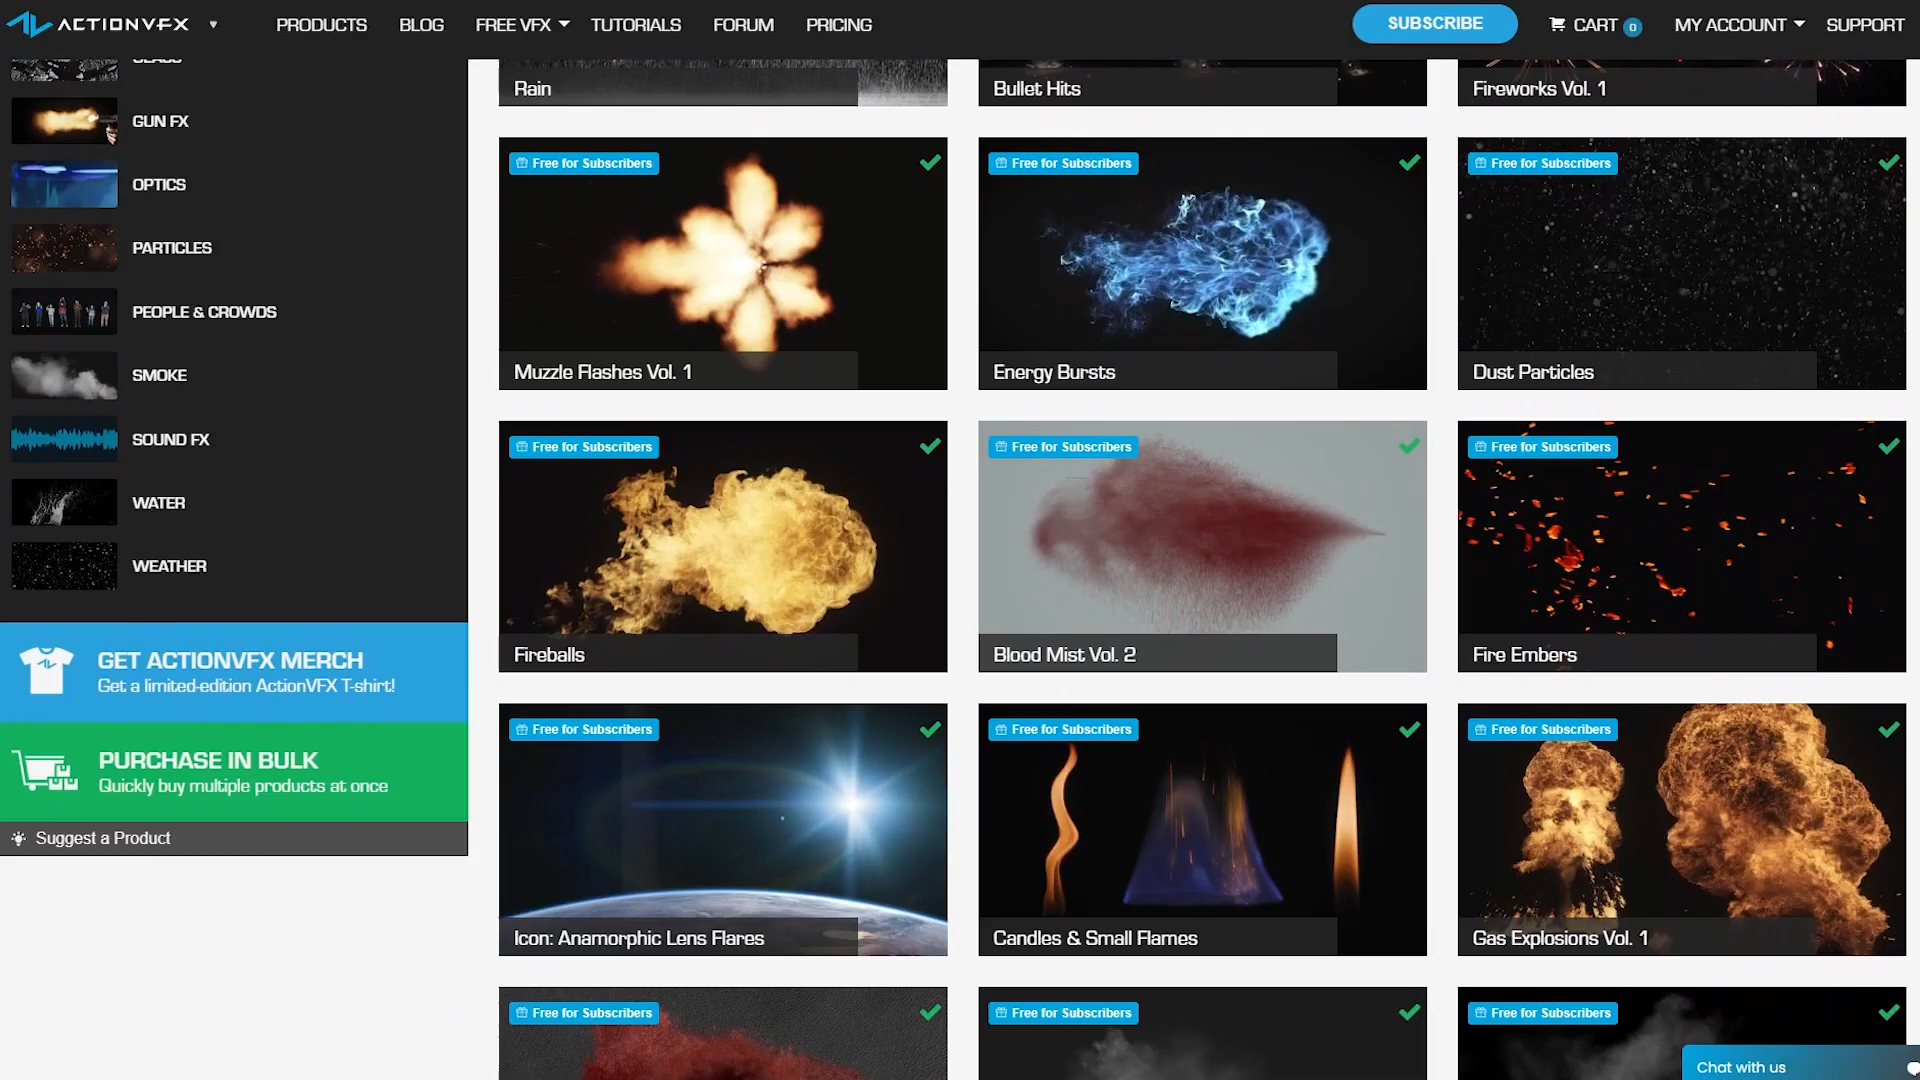 ACTIONVFX
PRODUCTS
BLOG
FREE VFX
TUTORIALS
FORUM
PRICING
SUBSCRIBE
CART 0
MY ACCOUNT
SUPPORT
GLASS
GUN FX
OPTICS
PARTICLES
PEOPLE & CROWDS
SMOKE
SOUND FX
WATER
WEATHER
GET ACTIONVFX MERCH
Get a limited-edition ActionVFX T-shirt!
PURCHASE IN BULK
Quickly buy multiple products at once
Suggest a Product
Rain
Bullet Hits
Fireworks Vol. 1
Free for Subscribers
Muzzle Flashes Vol. 1
Free for Subscribers
Energy Bursts
Free for Subscribers
Dust Particles
Free for Subscribers
Fireballs
Free for Subscribers
Blood Mist Vol. 2
Free for Subscribers
Fire Embers
Free for Subscribers
Icon: Anamorphic Lens Flares
Free for Subscribers
Candles & Small Flames
Free for Subscribers
Gas Explosions Vol. 1
Free for Subscribers
Free for Subscribers
Free for Subscribers
Chat with us